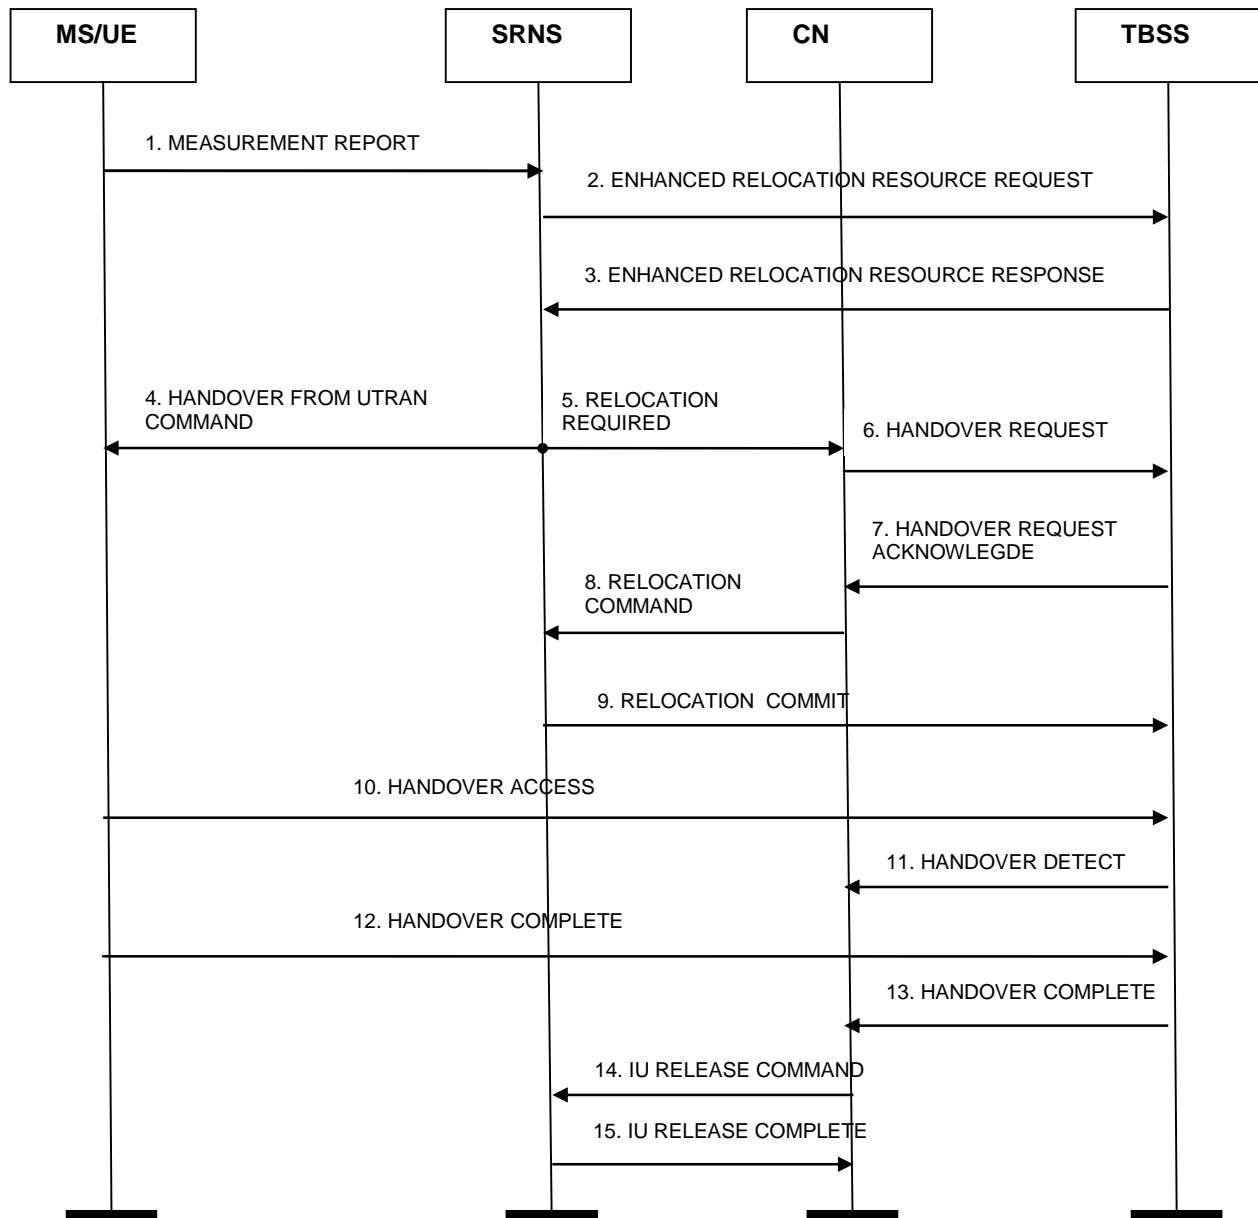 MS/UE
SRNS
CN
TBSS
1. MEASUREMENT REPORT
2. ENHANCED RELOCATION RESOURCE REQUEST
3. ENHANCED RELOCATION RESOURCE RESPONSE
4. HANDOVER FROM UTRAN
COMMAND
5. RELOCATION
REQUIRED
6. HANDOVER REQUEST
7. HANDOVER REQUEST
ACKNOWLEGDE
8. RELOCATION
COMMAND
9. RELOCATION  COMMIT
10. HANDOVER ACCESS
11. HANDOVER DETECT
12. HANDOVER COMPLETE
13. HANDOVER COMPLETE
14. IU RELEASE COMMAND
15. IU RELEASE COMPLETE